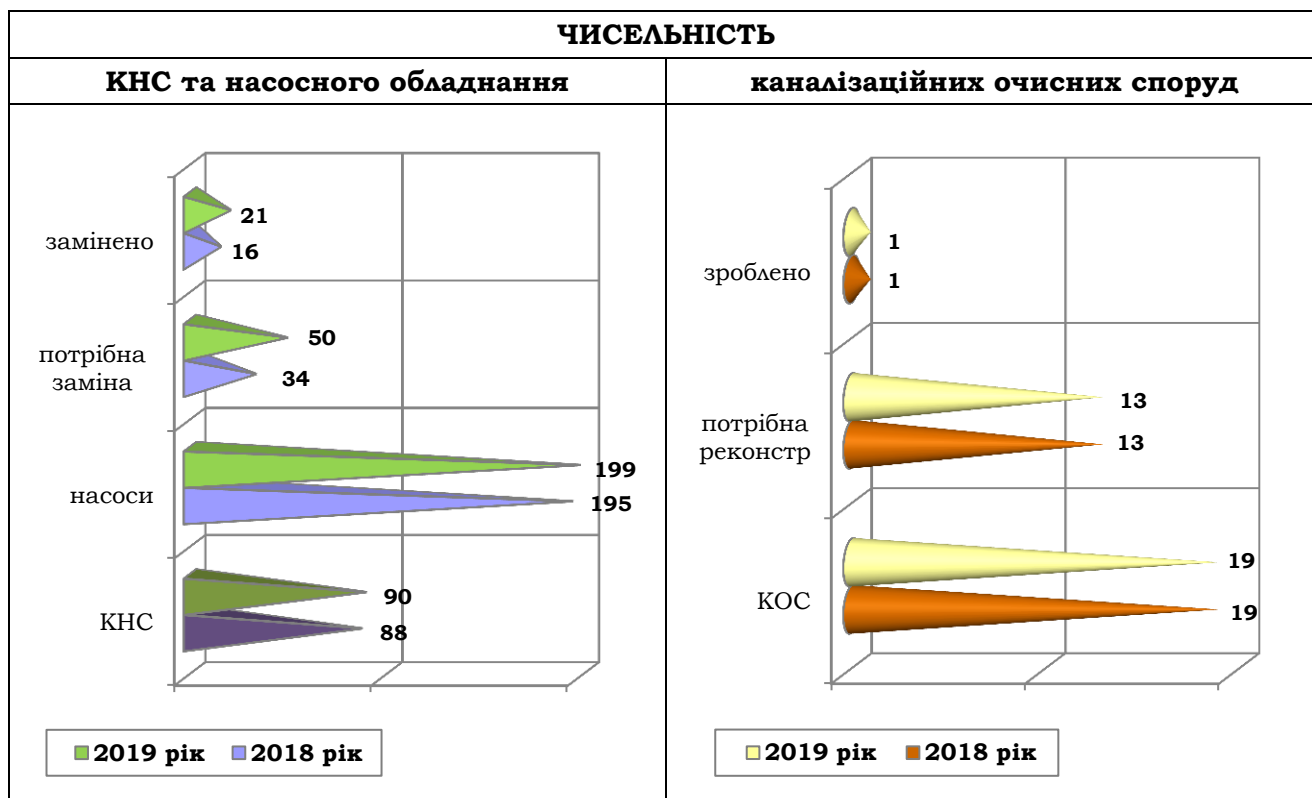 ЧИСЕЛЬНІСТЬ
КНС та насосного обладнання
замінено
21
16
потрібна
заміна
50
34
насоси
199
195
КНС
90
88
2019 рік 2018 рік
каналізаційних очисних споруд
зроблено
1
1
потрібна
реконстр
13
13
КОС
19
19
2019 рік 2018 рік